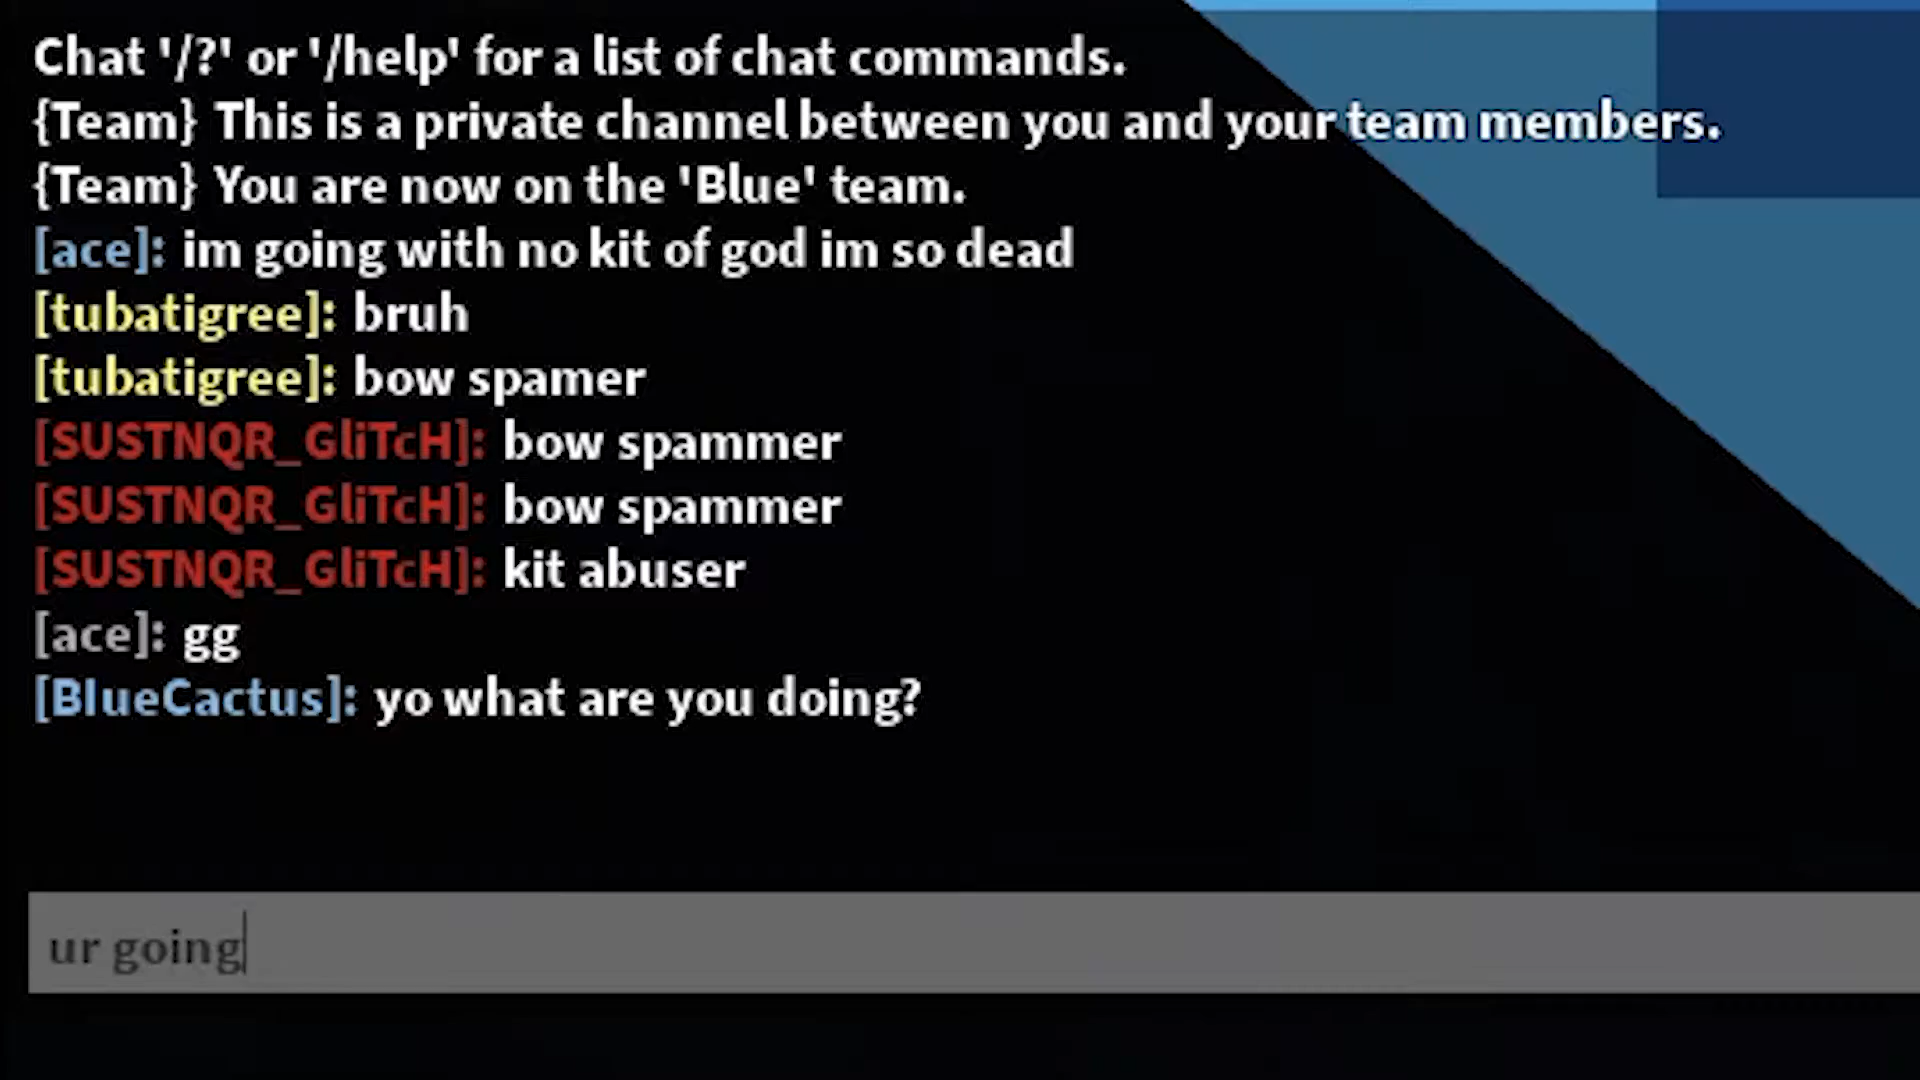 Chat '/?' or '/help' for a list of chat commands.
{Team} This is a private channel between you and your team members.
{Team} You are now on the 'Blue' team.
[ace]: im going with no kit of god im so dead
[tubatigree]: bruh
[tubatigree]: bow spamer
[SUSTNQR_GliTcH]: bow spammer
[SUSTNQR_GliTcH]: bow spammer
[SUSTNQR_GliTcH]: kit abuser
[ace]: gg
[BlueCactus]: yo what are you doing?
ur going